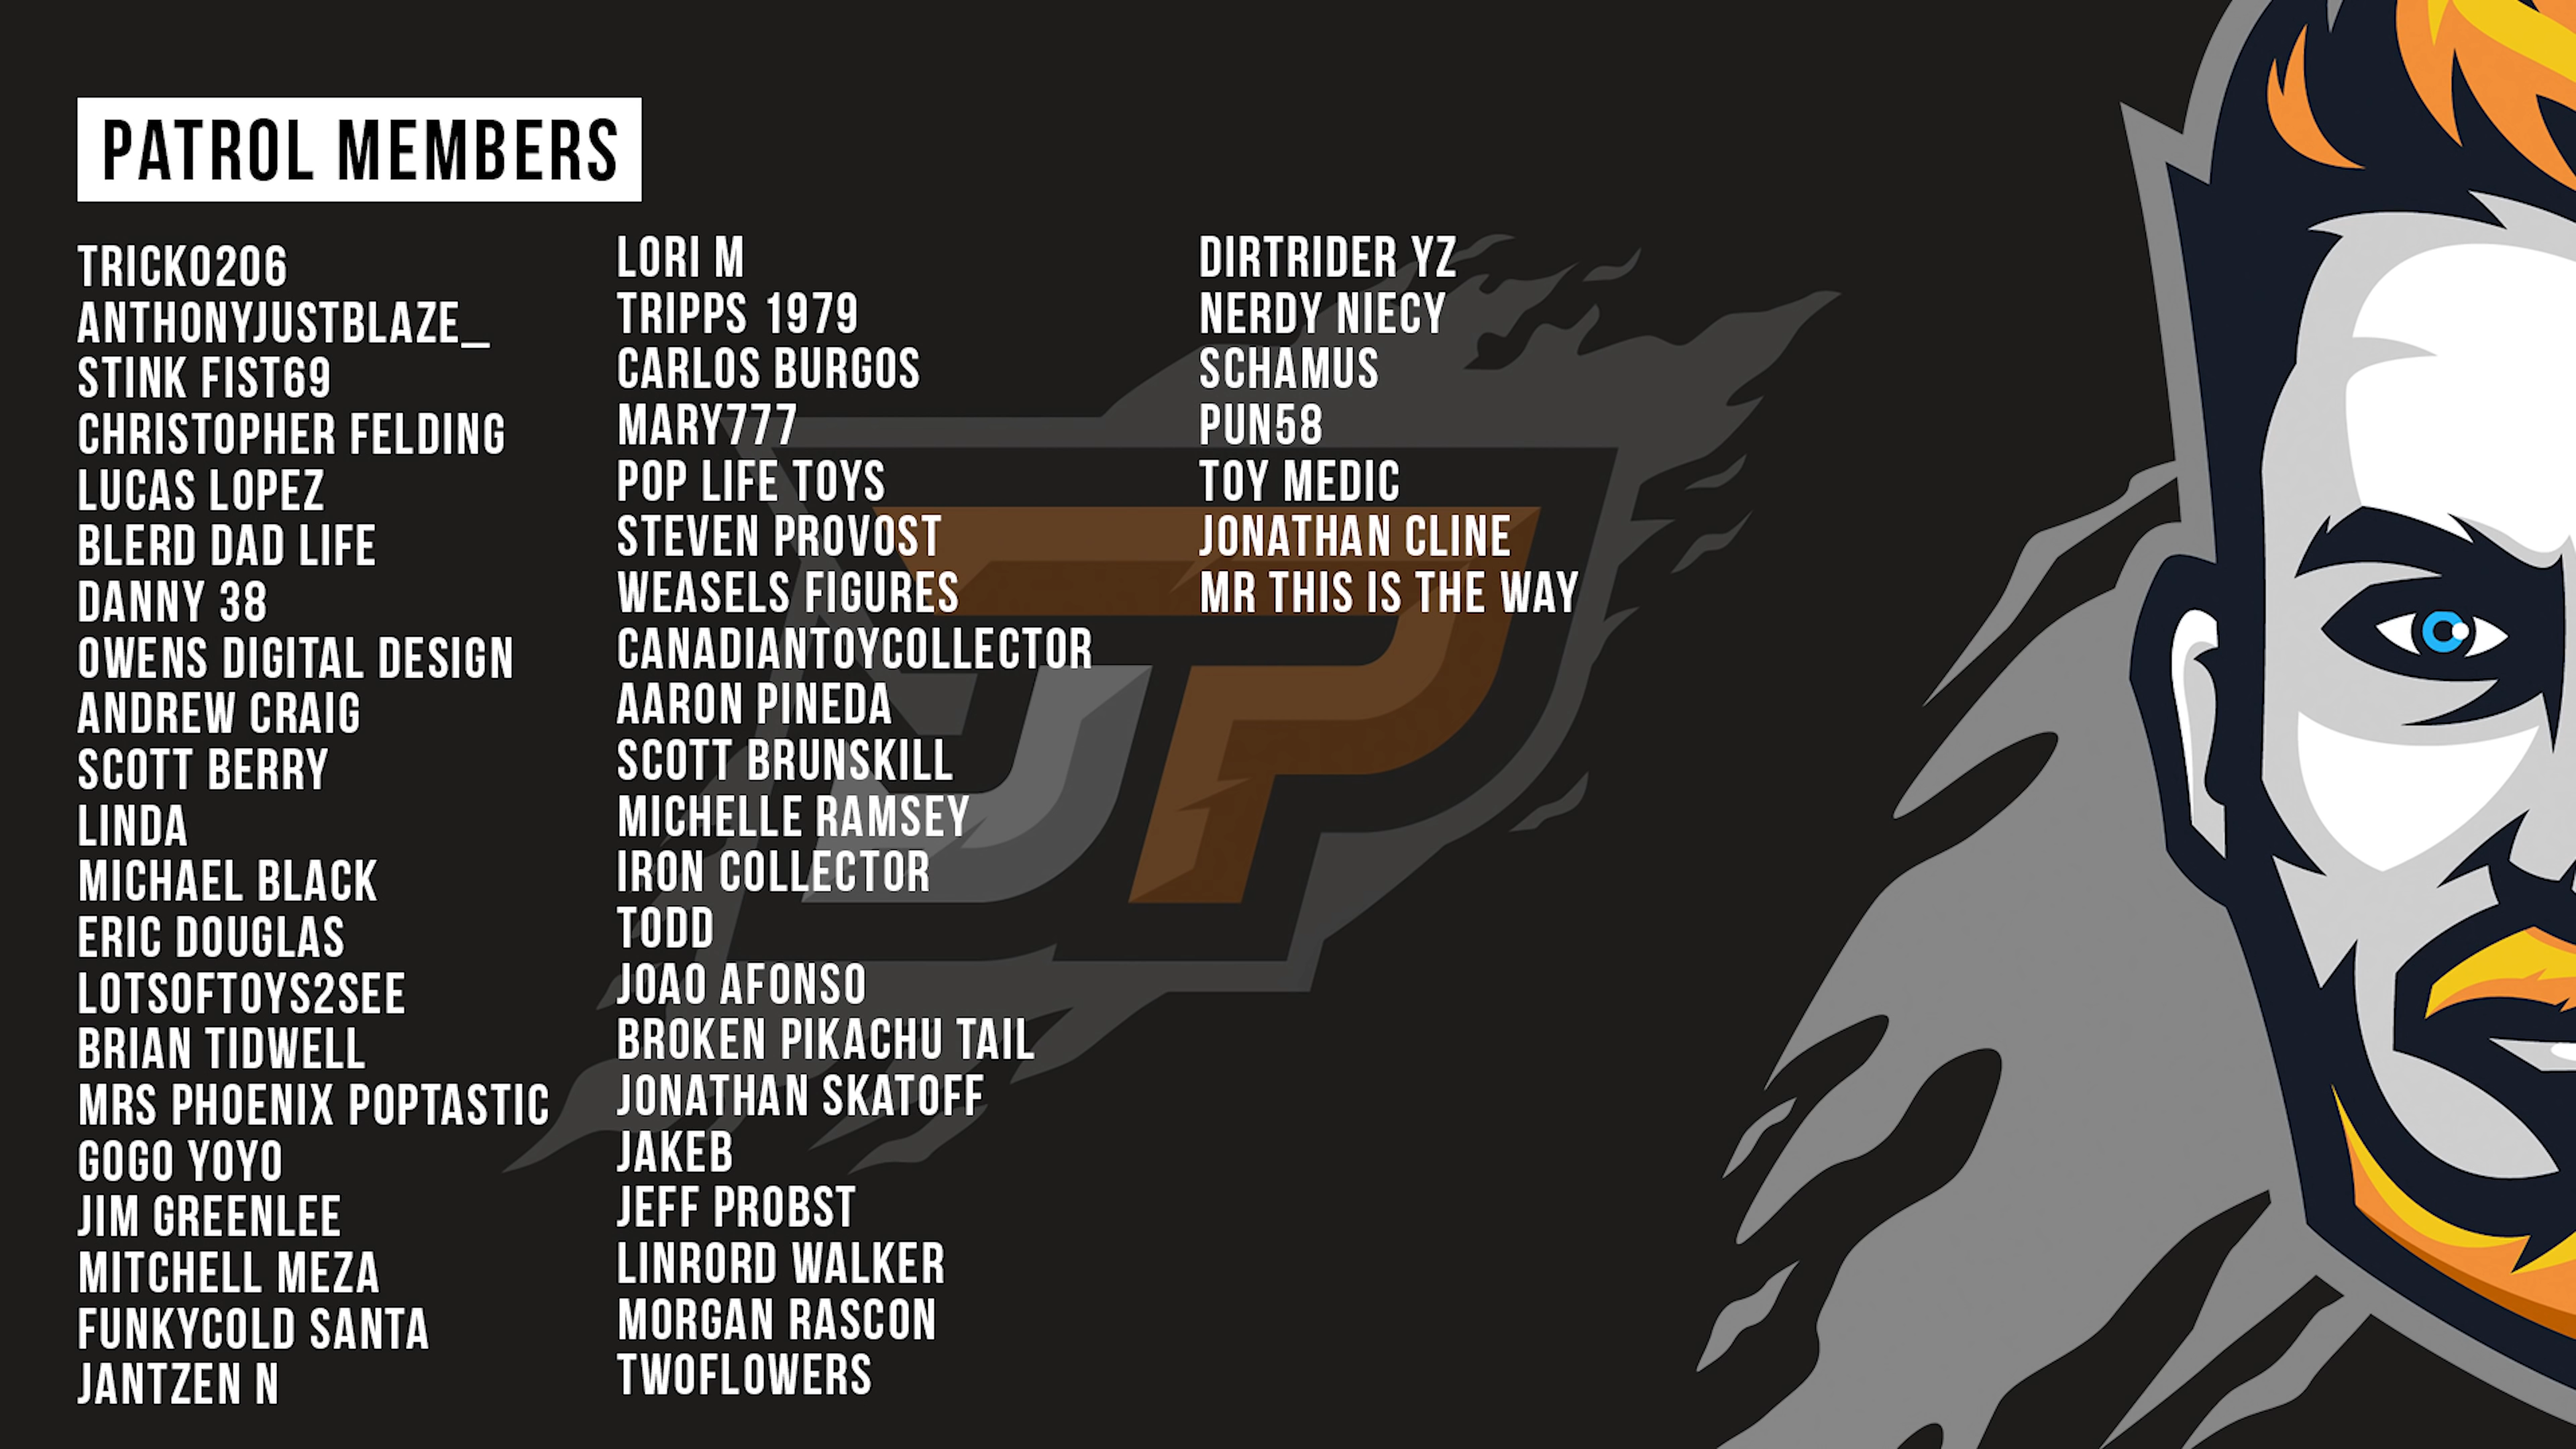 PATROL MEMBERS
TRICKO206
ANTHONYJUSTBLAZE_
STINK FIST69
CHRISTOPHER FELDING
LUCAS LOPEZ
BLERD DAD LIFE
DANNY 38
OWENS DIGITAL DESIGN
ANDREW CRAIG
SCOTT BERRY
LINDA
MICHAEL BLACK
ERIC DOUGLAS
LOTSOFTOYS2SEE
BRIAN TIDWELL
MRS PHOENIX POPTASTIC
GOGO YOYO
JIM GREENLEE
MITCHELL MEZA
FUNKYCOLD SANTA
JANTZEN N
LORI M
TRIPPS 1979
CARLOS BURGOS
MARY777
POP LIFE TOYS
STEVEN PROVOST
WEASELS FIGURES
CANADIANTOYCOLLECTOR
AARON PINEDA
SCOTT BRUNSKILL
MICHELLE RAMSEY
IRON COLLECTOR
TODD
JOAO AFONSO
BROKEN PIKACHU TAIL
JONATHAN SKATOFF
JAKEB
JEFF PROBST
LINRORD WALKER
MORGAN RASCON
TWOFLOWERS
DIRTRIDER YZ
NERDY NIECY
SCHAMUS
PUN58
TOY MEDIC
JONATHAN CLINE
MR THIS IS THE WAY
JP